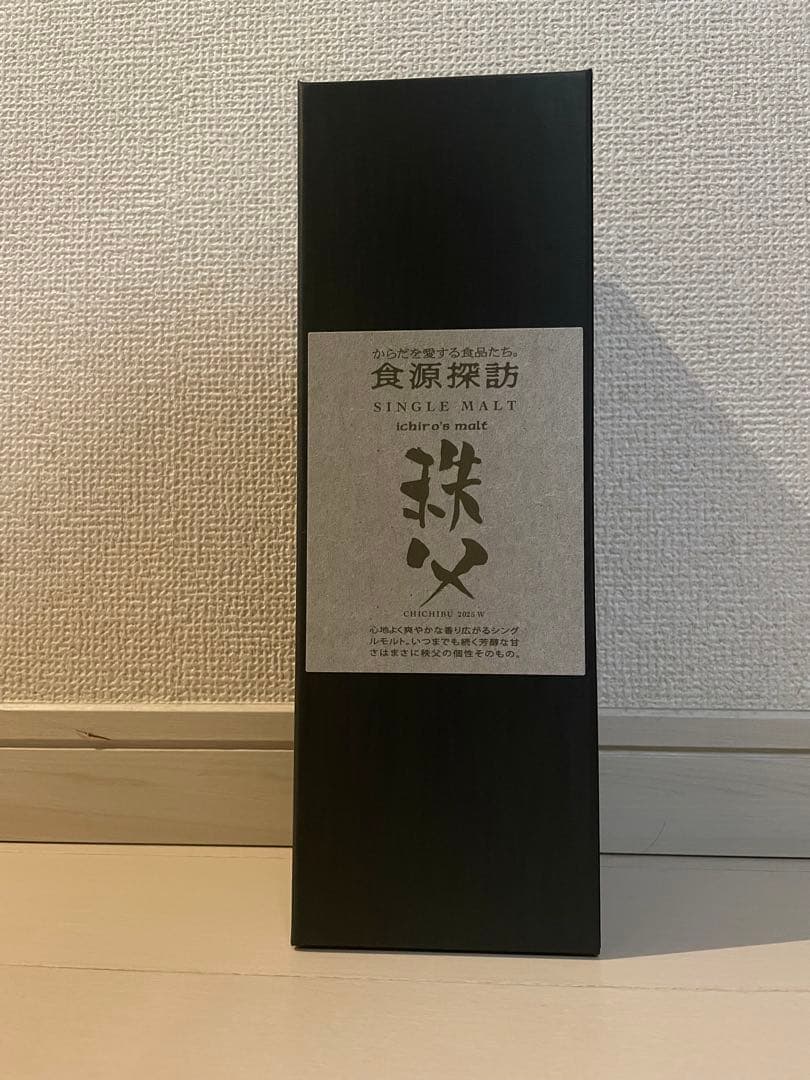 からだを愛する食品たち。
食源探訪
SINGLE MALT
ichiro's malt
秩父
CHICHIBU 2025 W
心地よく爽やかな香り広がるシング
ルモルト。いつまでも続く芳醇な甘
さはまさに秩父の個性そのもの。